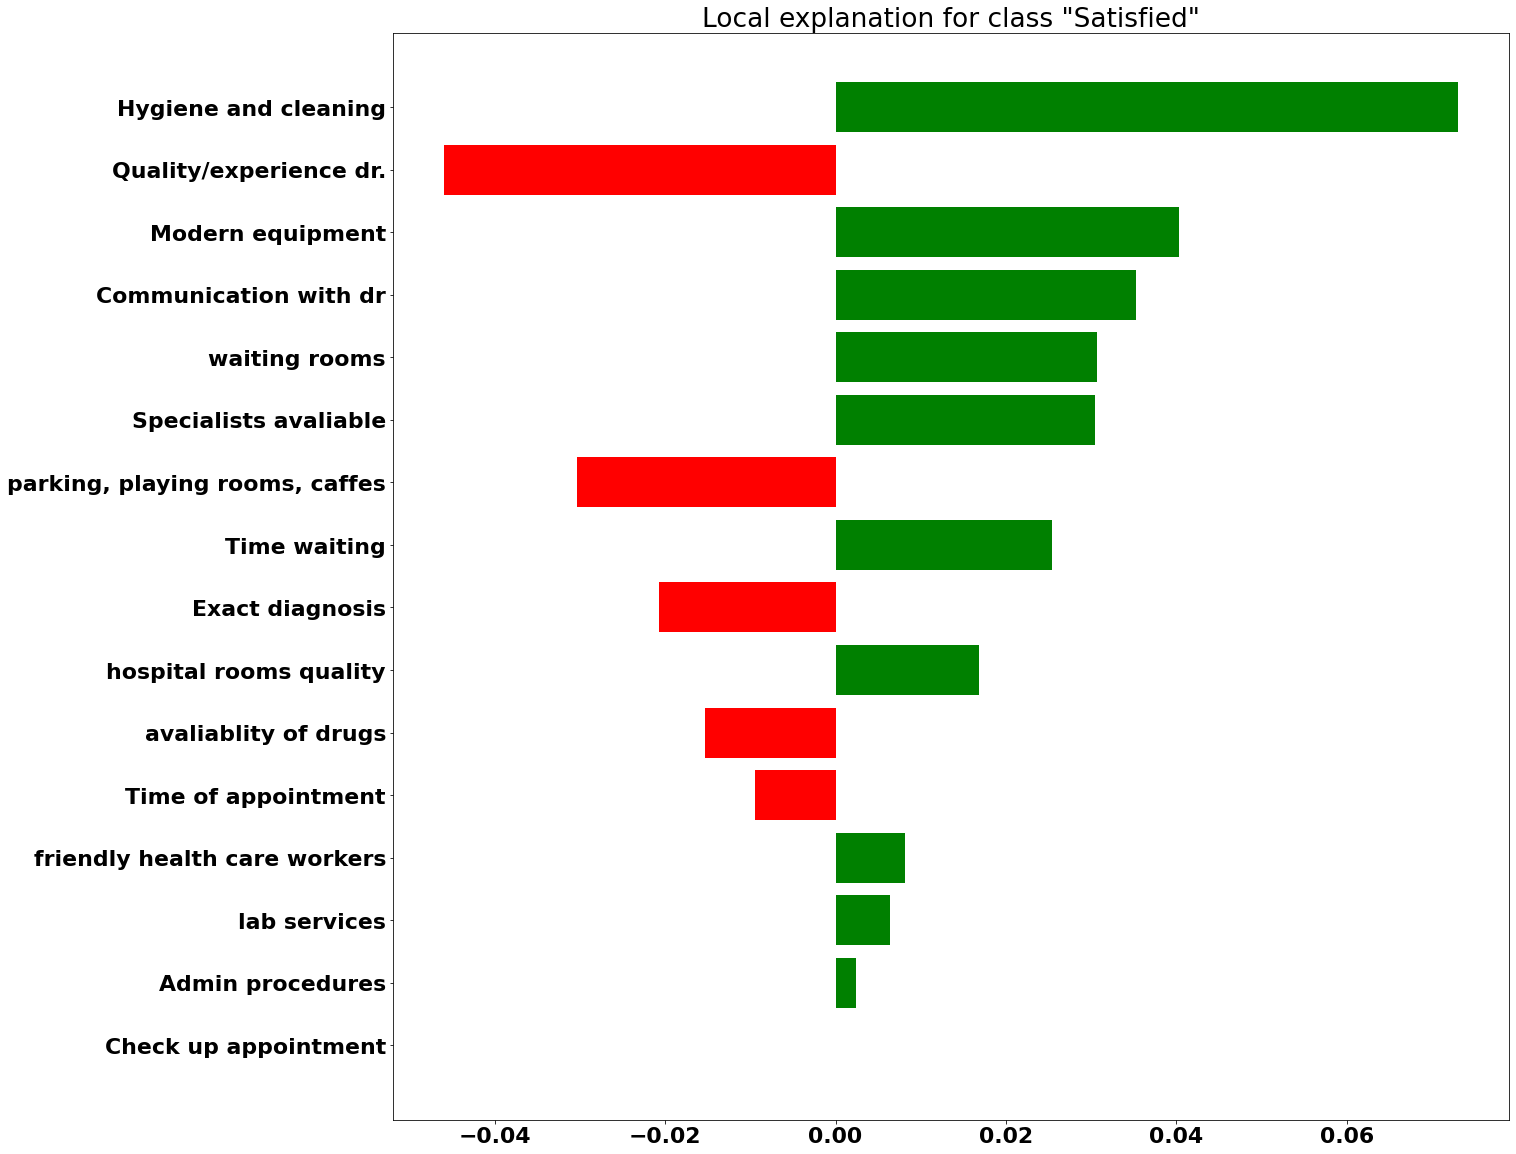 Local explanation for class "Satisfied"
Hygiene and cleaning
Quality/experience dr.
Modern equipment
Communication with dr
waiting rooms
Specialists avaliable
parking, playing rooms, caffes
Time waiting
Exact diagnosis
hospital rooms quality
avaliablity of drugs
Time of appointment
friendly health care workers
lab services
Admin procedures
Check up appointment
−0.04 −0.02 0.00 0.02 0.04 0.06